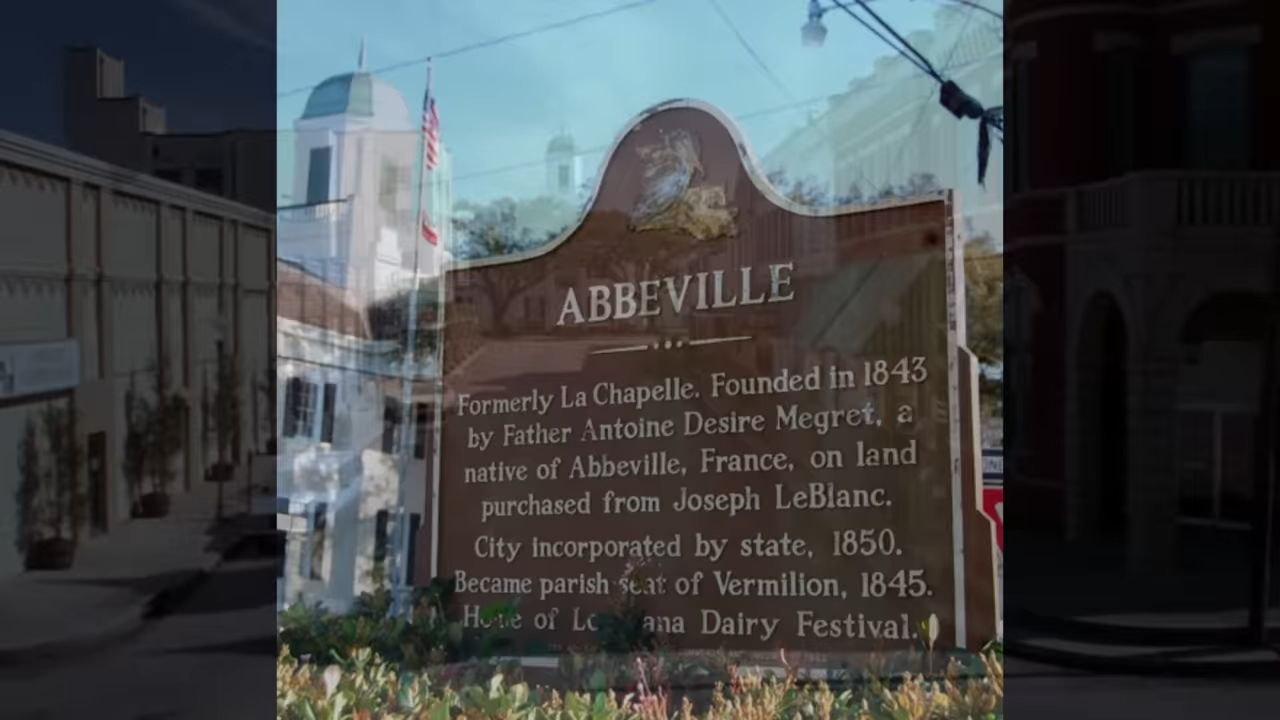 ABBEVILLE
Formerly La Chapelle. Founded in 1843
by Father Antoine Desire Megret, a
native of Abbeville, France, on land
purchased from Joseph LeBlanc.
City incorporated by state, 1850.
Became parish seat of Vermilion, 1845.
of Dairy Festival.